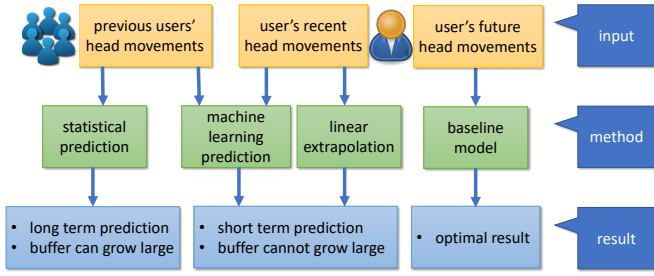 previous users'
head movements
user's recent
head movements
user's future
head movements
input
statistical
prediction
machine
learning
prediction
linear
extrapolation
baseline
model
method
• long term prediction
• buffer can grow large
• short term prediction
• buffer cannot grow large
• optimal result
result